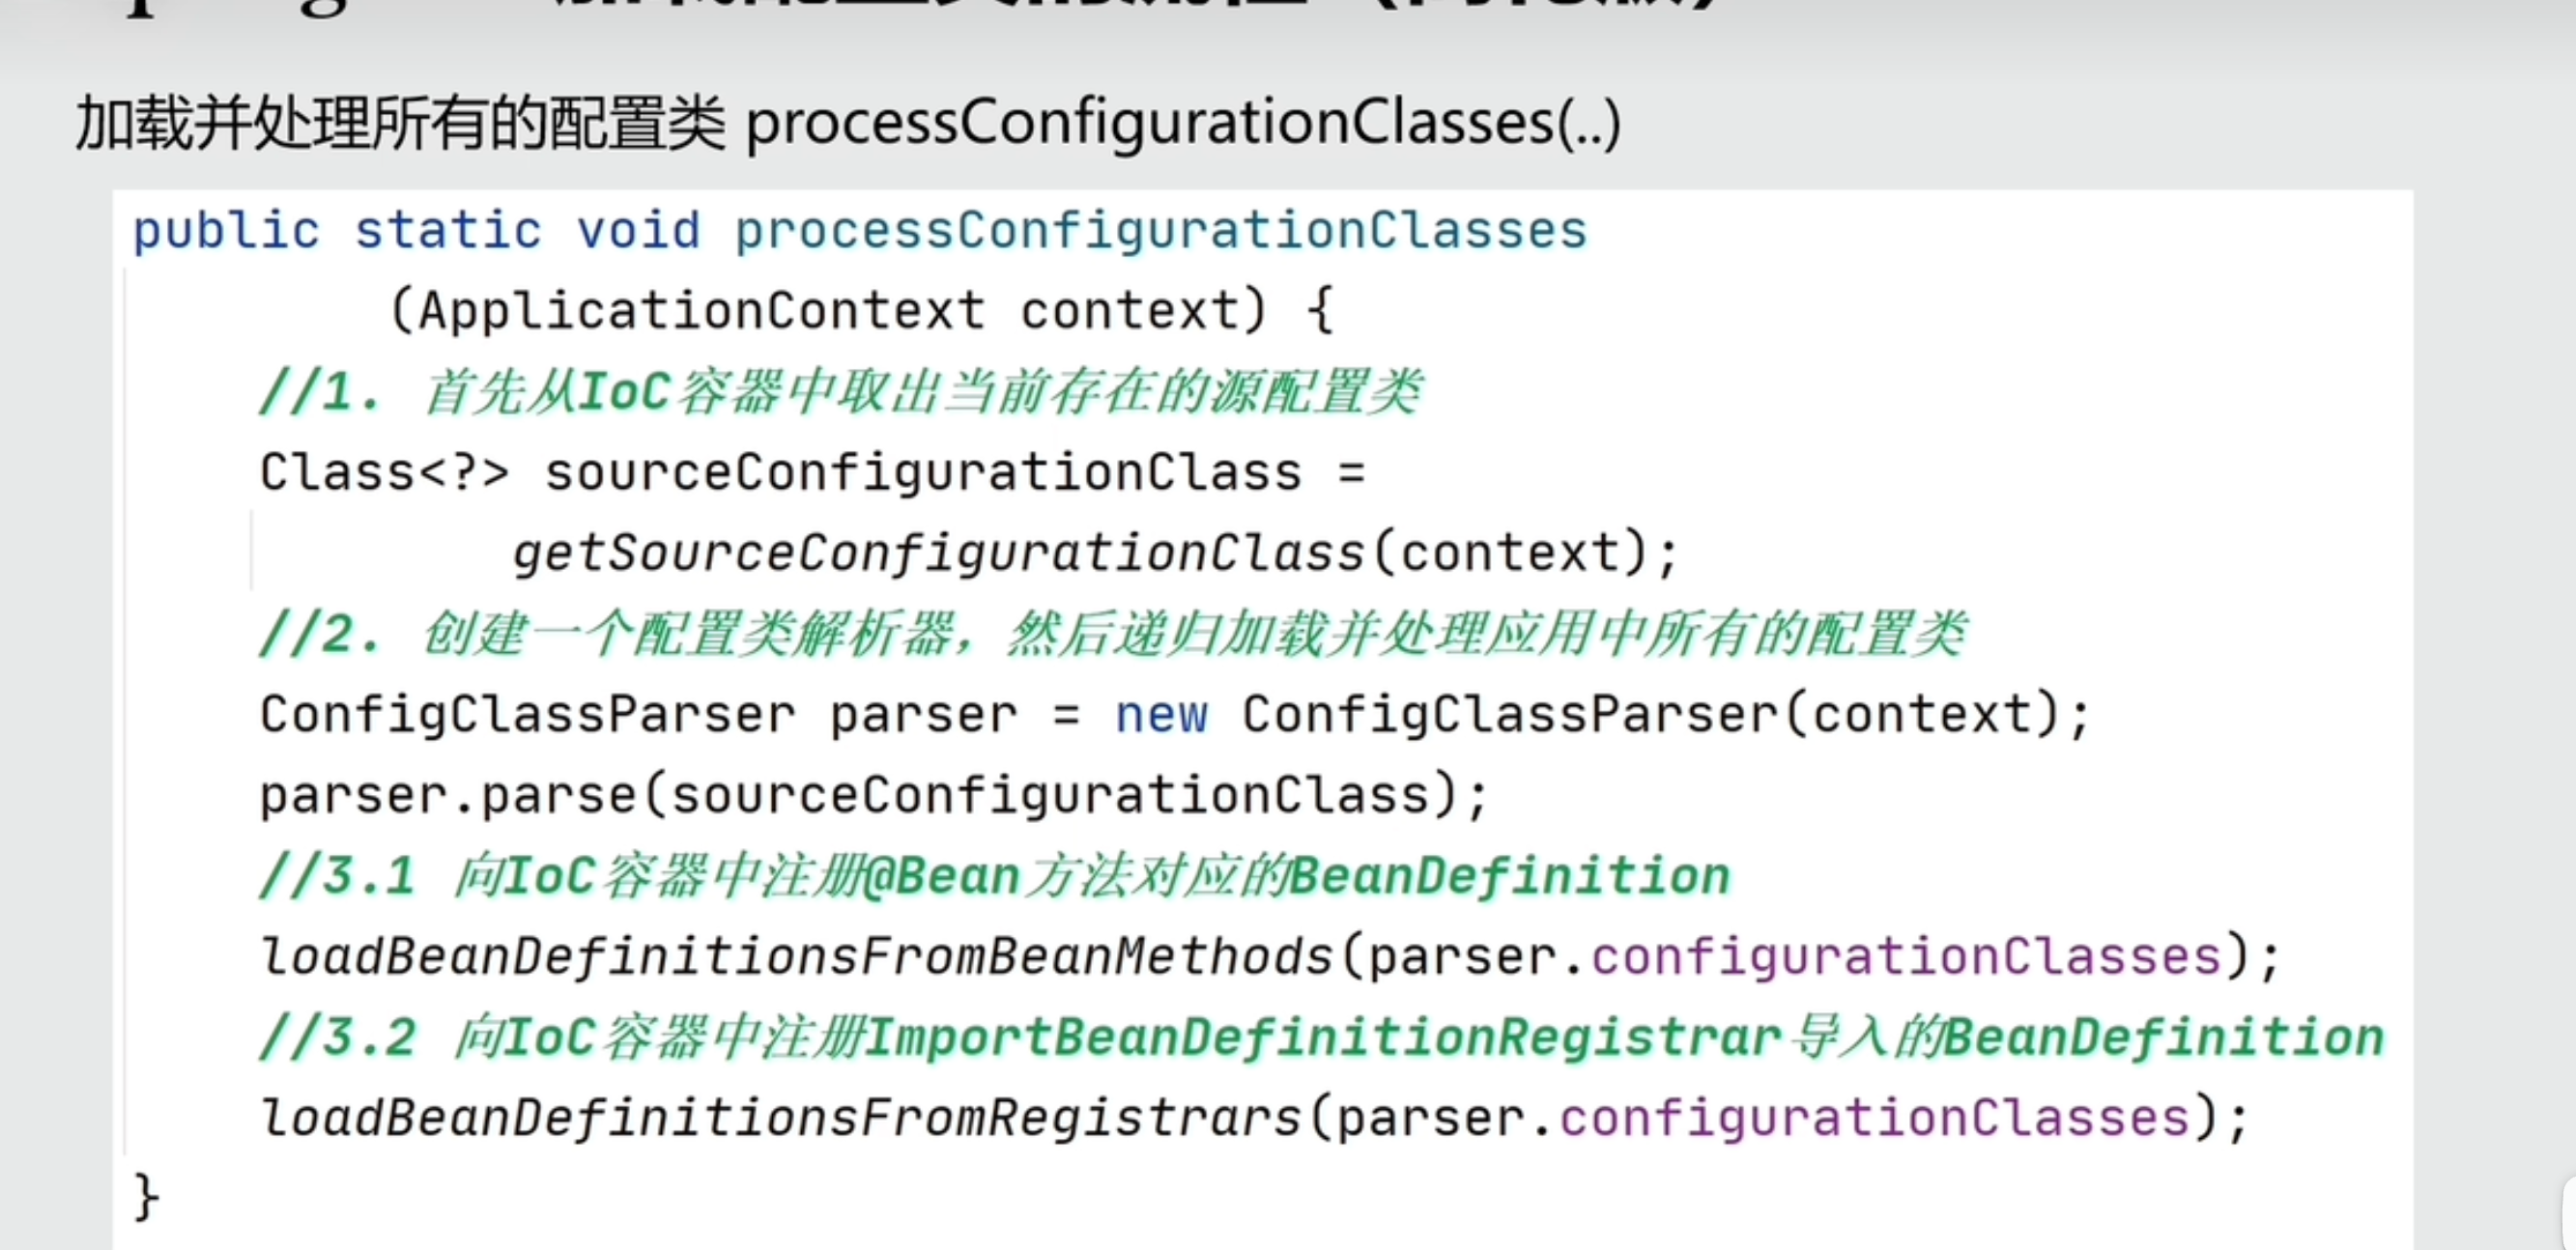 加载并处理所有的配置类 processConfigurationClasses(..)
public static void processConfigurationClasses
(ApplicationContext context) {
//1. 首先从IoC容器中取出当前存在的源配置类
Class<?> sourceConfigurationClass =
getSourceConfigurationClass(context);
//2. 创建一个配置类解析器，然后递归加载并处理应用中所有的配置类
ConfigClassParser parser = new ConfigClassParser(context);
parser.parse(sourceConfigurationClass);
//3.1 向IoC容器中注册@Bean方法对应的BeanDefinition
loadBeanDefinitionsFromBeanMethods(parser.configurationClasses);
//3.2 向IoC容器中注册ImportBeanDefinitionRegistrar导入的BeanDefinition
loadBeanDefinitionsFromRegistrars(parser.configurationClasses);
}